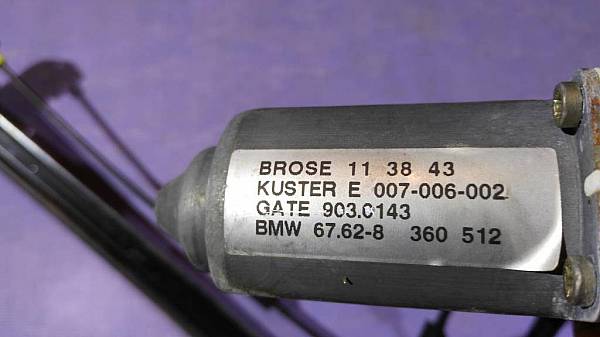 BROSE 11 38 43
KUSTER E 007-006-002
GATE 903.0143
BMW 67.62-8 360 512